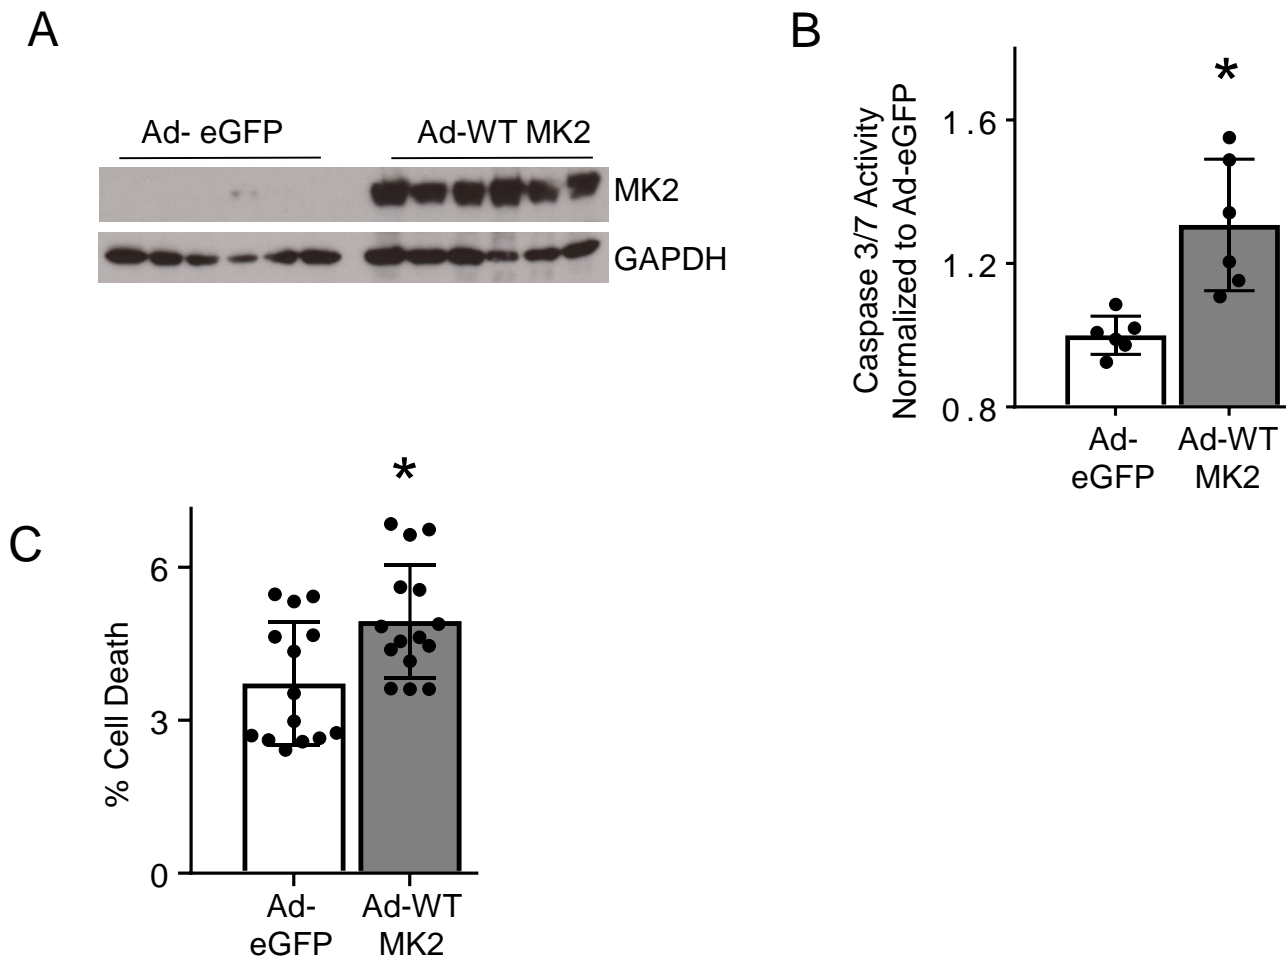 A
Ad- eGFP
Ad-WT MK2
MK2
GAPDH
B
*
Caspase 3/7 Activity
Normalized to Ad-eGFP
1.6
1.2
0.8
Ad-
eGFP
Ad-WT
MK2
C
*
% Cell Death
6
3
0
Ad-
eGFP
Ad-WT
MK2